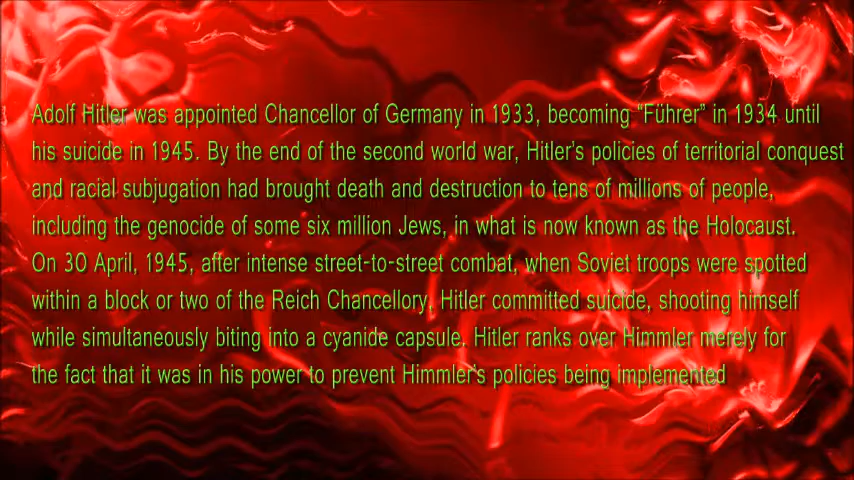 Adolf Hitler was appointed Chancellor of Germany in 1933, becoming “Führer” in 1934 until
his suicide in 1945. By the end of the second world war, Hitler’s policies of territorial conquest
and racial subjugation had brought death and destruction to tens of millions of people,
including the genocide of some six million Jews, in what is now known as the Holocaust.
On 30 April, 1945, after intense street-to-street combat, when Soviet troops were spotted
within a block or two of the Reich Chancellory, Hitler committed suicide, shooting himself
while simultaneously biting into a cyanide capsule. Hitler ranks over Himmler merely for
the fact that it was in his power to prevent Himmler’s policies being implemented